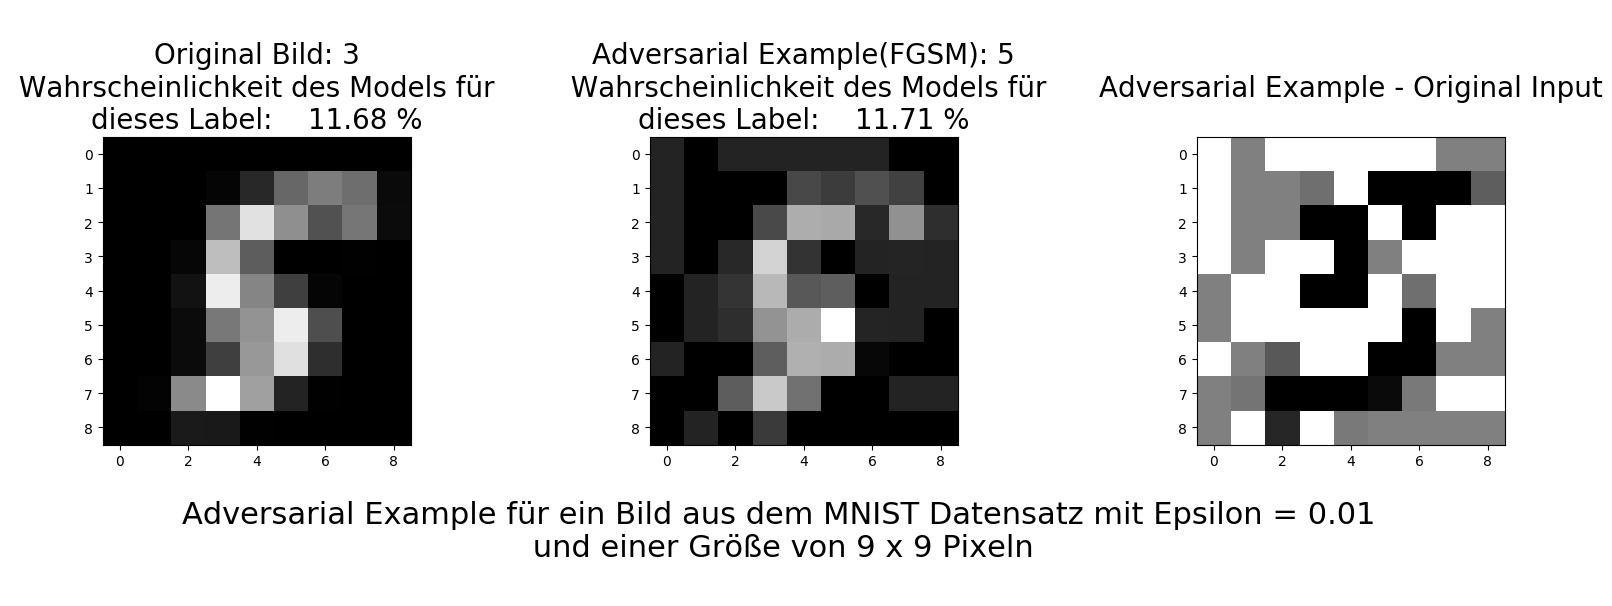 Original Bild: 3
Wahrscheinlichkeit des Models für
dieses Label: 11.68 %
Adversarial Example(FGSM): 5
Wahrscheinlichkeit des Models für
dieses Label: 11.71 %
Adversarial Example - Original Input
0
1
2
3
4
5
6
7
8
0 2 4 6 8
0
1
2
3
4
5
6
7
8
0 2 4 6 8
0
1
2
3
4
5
6
7
8
0 2 4 6 8
Adversarial Example für ein Bild aus dem MNIST Datensatz mit Epsilon = 0.01
und einer Größe von 9 x 9 Pixeln